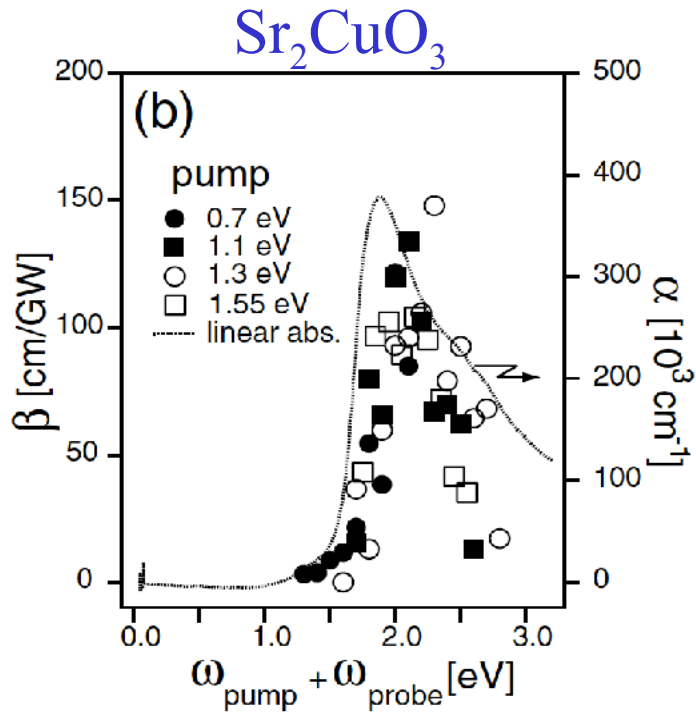 Sr₂CuO₃
(b)
pump
0.7 eV
1.1 eV
1.3 eV
1.55 eV
linear abs.
β [cm/GW]
200
150
100
50
0
α [10³ cm⁻¹]
500
400
300
200
100
0
0.0 1.0 2.0 3.0
ω_pump + ω_probe [eV]